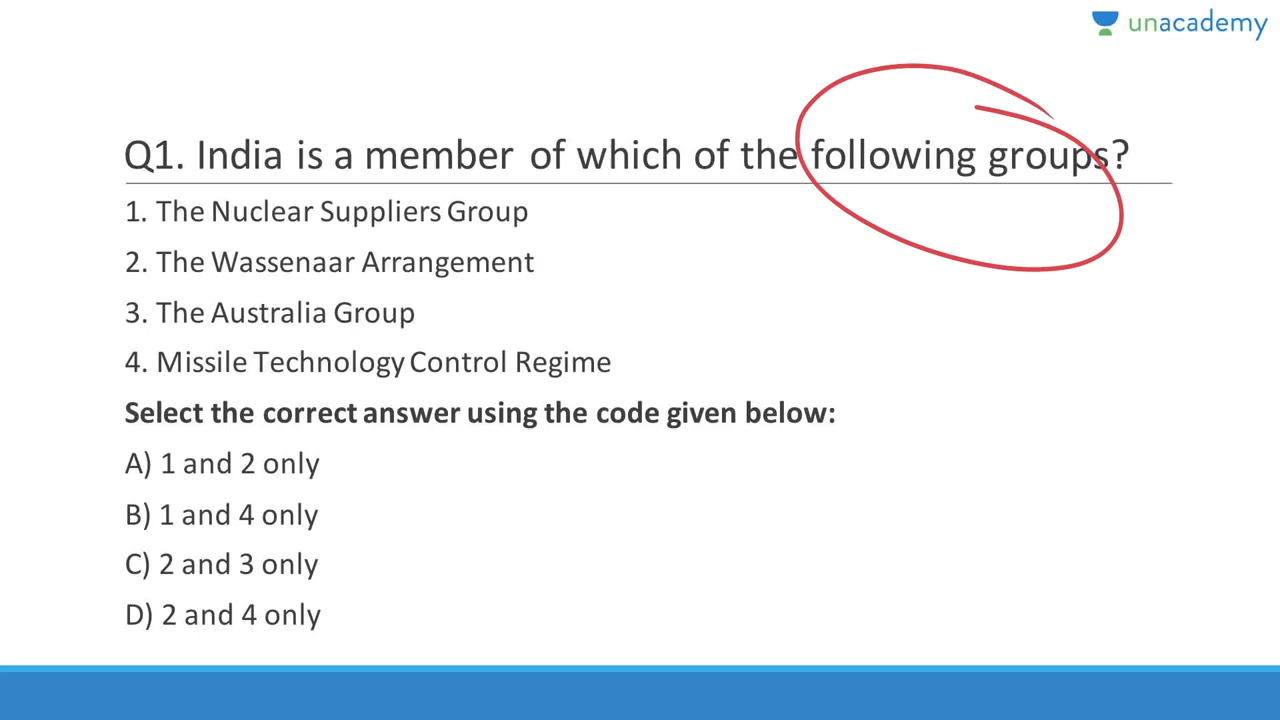 unacademy
Q1. India is a member of which of the following groups?
1. The Nuclear Suppliers Group
2. The Wassenaar Arrangement
3. The Australia Group
4. Missile Technology Control Regime
Select the correct answer using the code given below:
A) 1 and 2 only
B) 1 and 4 only
C) 2 and 3 only
D) 2 and 4 only